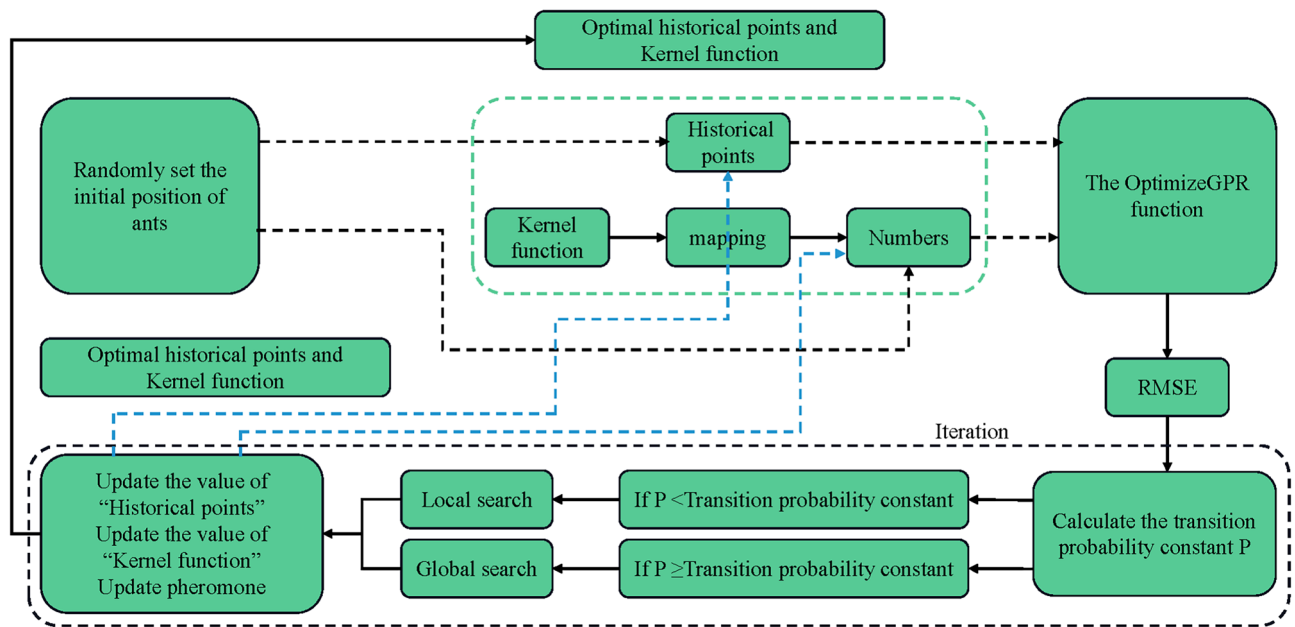 Optimal historical points and
Kernel function
Randomly set the
initial position of
ants
Historical
points
Kernel
function
mapping
Numbers
The OptimizeGPR
function
Optimal historical points and
Kernel function
RMSE
Iteration
Update the value of
“Historical points”
Update the value of
“Kernel function”
Update pheromone
Local search
If P <Transition probability constant
Global search
If P ≥Transition probability constant
Calculate the transition
probability constant P